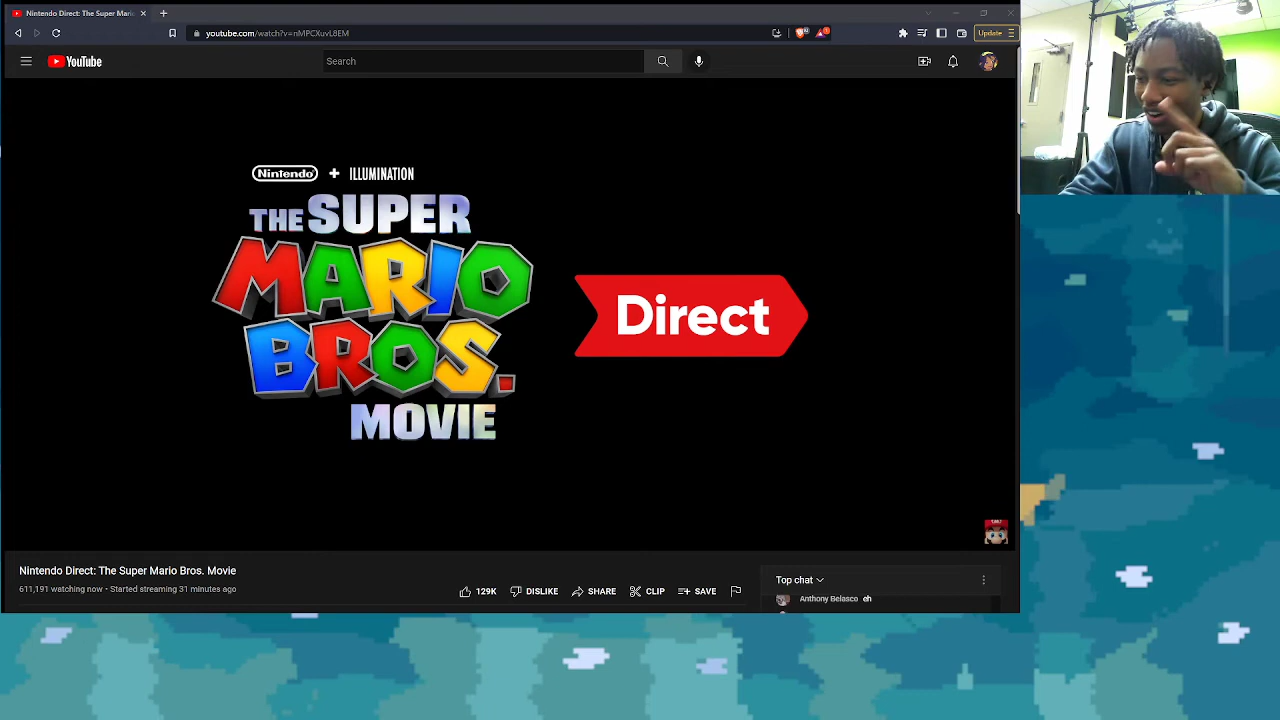 Nintendo Direct: The Super Mari
youtube.com/watch?v=nMPCXuvL8EM
Update
YouTube
Search
Nintendo + ILLUMINATION
THE SUPER
MARIO
BROS.
MOVIE
Direct
Nintendo Direct: The Super Mario Bros. Movie
611,191 watching now • Started streaming 31 minutes ago
129K DISLIKE SHARE CLIP SAVE
Top chat
Anthony Belasco eh